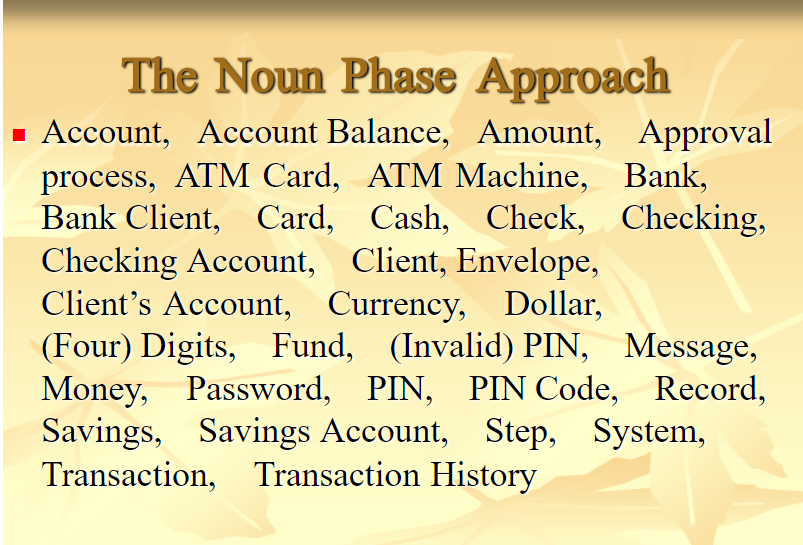 The Noun Phase Approach
Account, Account Balance, Amount, Approval
process, ATM Card, ATM Machine, Bank,
Bank Client, Card, Cash, Check, Checking,
Checking Account, Client, Envelope,
Client’s Account, Currency, Dollar,
(Four) Digits, Fund, (Invalid) PIN, Message,
Money, Password, PIN, PIN Code, Record,
Savings, Savings Account, Step, System,
Transaction, Transaction History